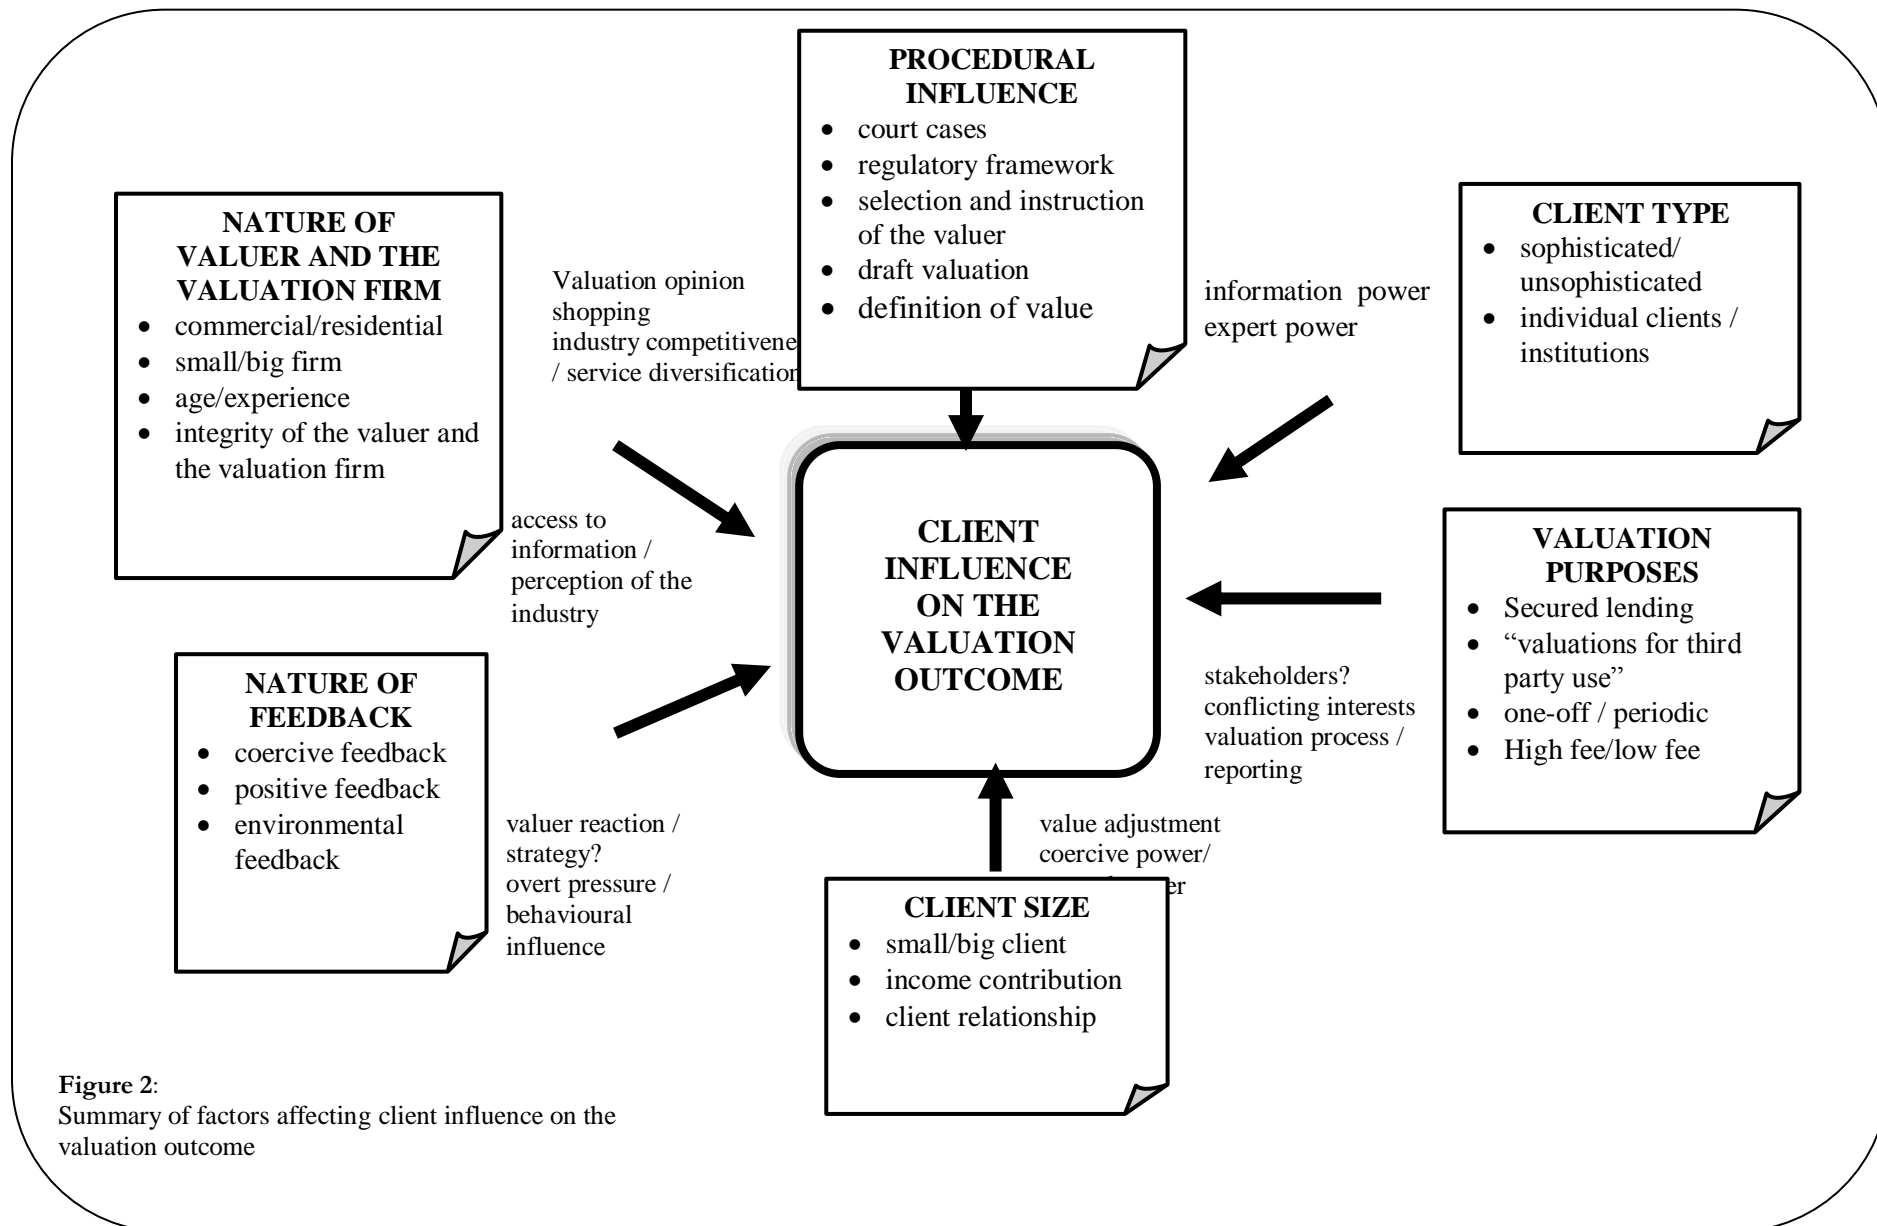 PROCEDURAL
INFLUENCE
• court cases
• regulatory framework
• selection and instruction
of the valuer
• draft valuation
• definition of value
NATURE OF
VALUER AND THE
VALUATION FIRM
• commercial/residential
• small/big firm
• age/experience
• integrity of the valuer and
the valuation firm
Valuation opinion
shopping
industry competitivene
/ service diversification
information power
expert power
CLIENT TYPE
• sophisticated/
unsophisticated
• individual clients /
institutions
access to
information /
perception of the
industry
CLIENT
INFLUENCE
ON THE
VALUATION
OUTCOME
VALUATION
PURPOSES
• Secured lending
• “valuations for third
party use”
• one-off / periodic
• High fee/low fee
NATURE OF
FEEDBACK
• coercive feedback
• positive feedback
• environmental
feedback
stakeholders?
conflicting interests
valuation process /
reporting
valuer reaction /
strategy?
overt pressure /
behavioural
influence
value adjustment
coercive power/
CLIENT SIZE
• small/big client
• income contribution
• client relationship
Figure 2:
Summary of factors affecting client influence on the
valuation outcome